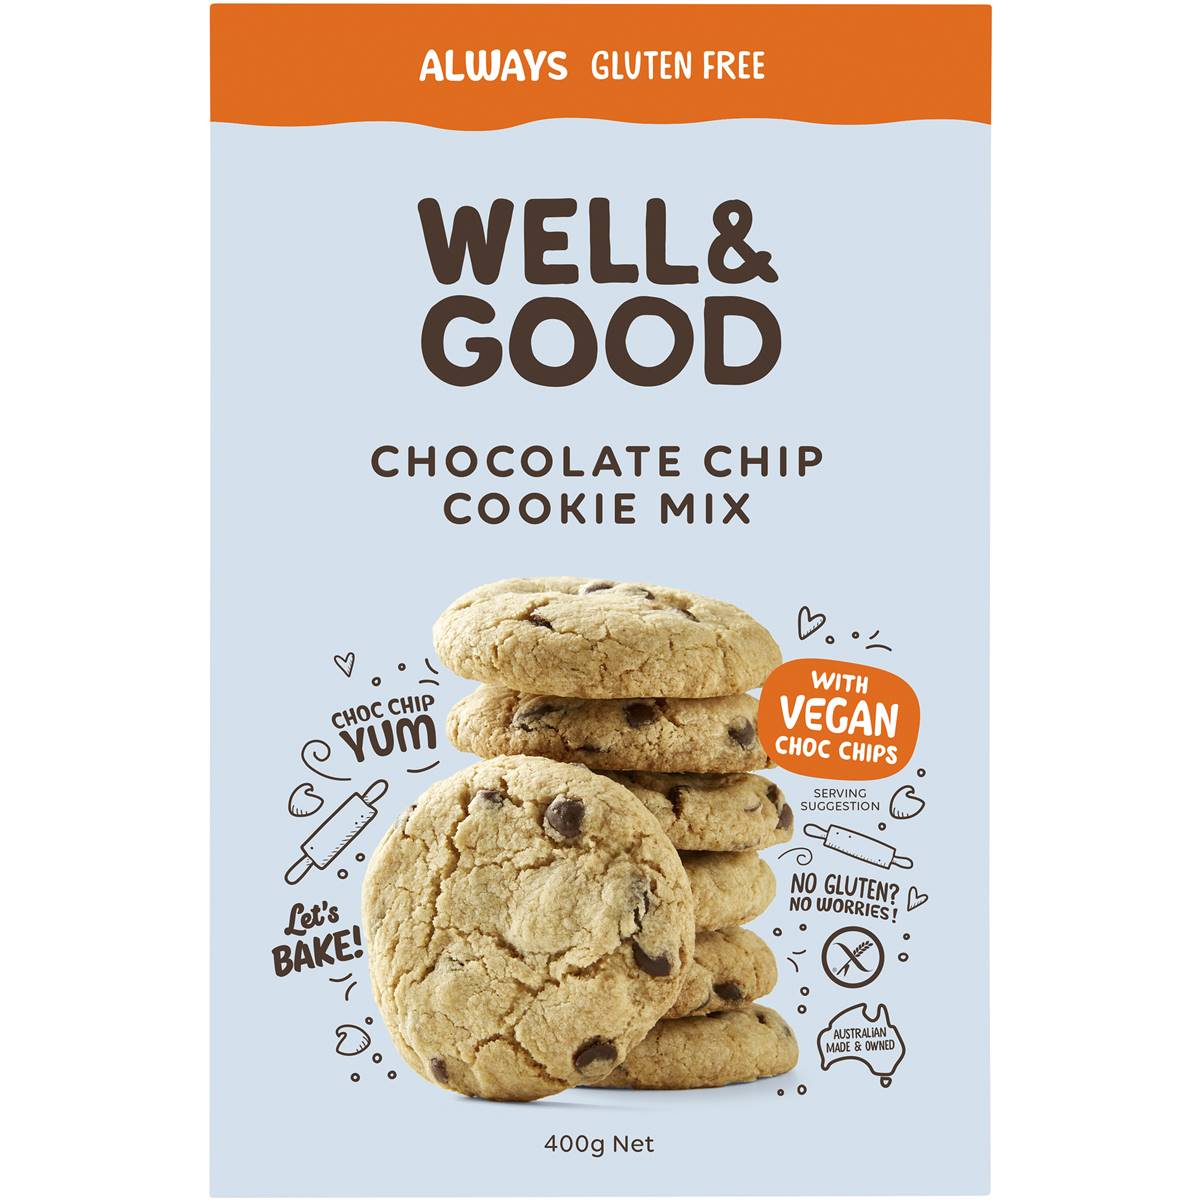 ALWAYS GLUTEN FREE
WELL &
GOOD
CHOCOLATE CHIP
COOKIE MIX
CHOC CHIP
YUM
WITH
VEGAN
CHOC CHIPS
SERVING
SUGGESTION
Let's
BAKE!
NO GLUTEN?
NO WORRIES!
AUSTRALIAN
MADE & OWNED
400g Net